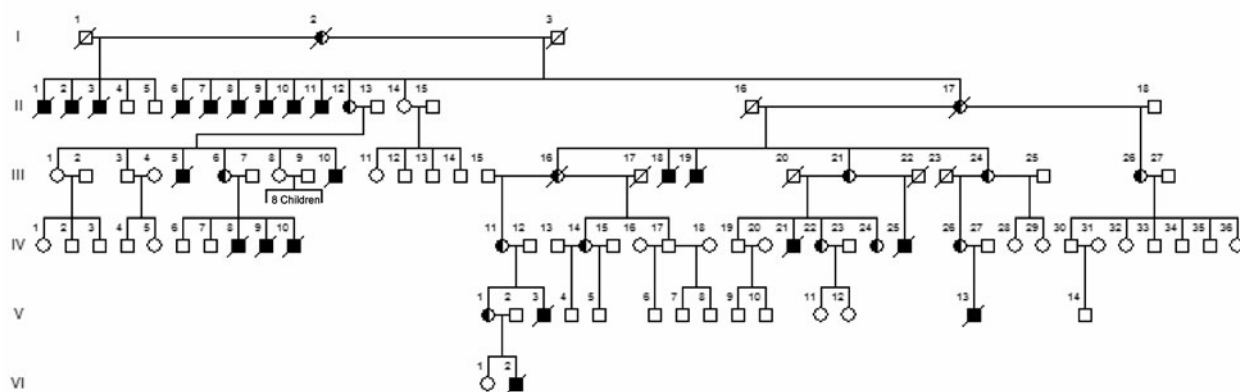 1 2 3
I
1 2 3 4 5 6 7 8 9 10 11 12 13 14 15 16 17 18
II
1 2 3 4 5 6 7 8 9 10 11 12 13 14 15 16 17 18 19 20 21 22 23 24 25 26 27
III
8 Children
1 2 3 4 5 6 7 8 9 10 11 12 13 14 15 16 17 18 19 20 21 22 23 24 25 26 27 28 29 30 31 32 33 34 35 36
IV
1 2 3 4 5 6 7 8 9 10 11 12 13 14
V
1 2
VI